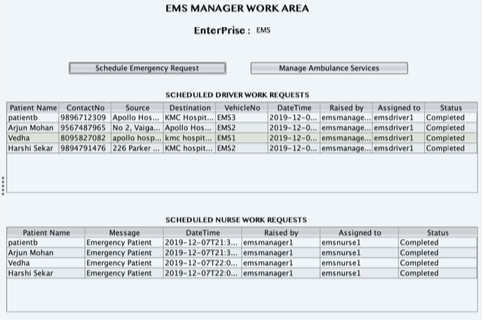 EMS MANAGER WORK AREA
EnterPrise : EMS
Schedule Emergency Request Manage Ambulance Services
SCHEDULED DRIVER WORK REQUESTS
Patient Name ContactNo Source Destination VehicleNo DateTime Raised by Assigned to Status
patientb 9896712309 Apollo Hos... KMC Hospit... EMS3 2019-12-0... emsmanage... emsdriver1 Completed
Arjun Mohan 9567487965 No 2, Vaiga... Apollo Hos... EMS2 2019-12-0... emsmanage... emsdriver1 Completed
Vedha 8095827082 apollo hosp... kmc hospit... EMS1 2019-12-0... emsmanage... emsdriver1 Completed
Harshi Sekar 9894791476 226 Parker ... KMC hospit... EMS2 2019-12-0... emsmanage... emsdriver1 Completed
SCHEDULED NURSE WORK REQUESTS
Patient Name Message DateTime Raised by Assigned to Status
patientb Emergency Patient 2019-12-07T21:3... emsmanager1 emsnurse1 Completed
Arjun Mohan Emergency Patient 2019-12-07T21:3... emsmanager1 emsnurse1 Completed
Vedha Emergency Patient 2019-12-07T22:0... emsmanager1 emsnurse1 Completed
Harshi Sekar Emergency Patient 2019-12-07T22:0... emsmanager1 emsnurse1 Completed